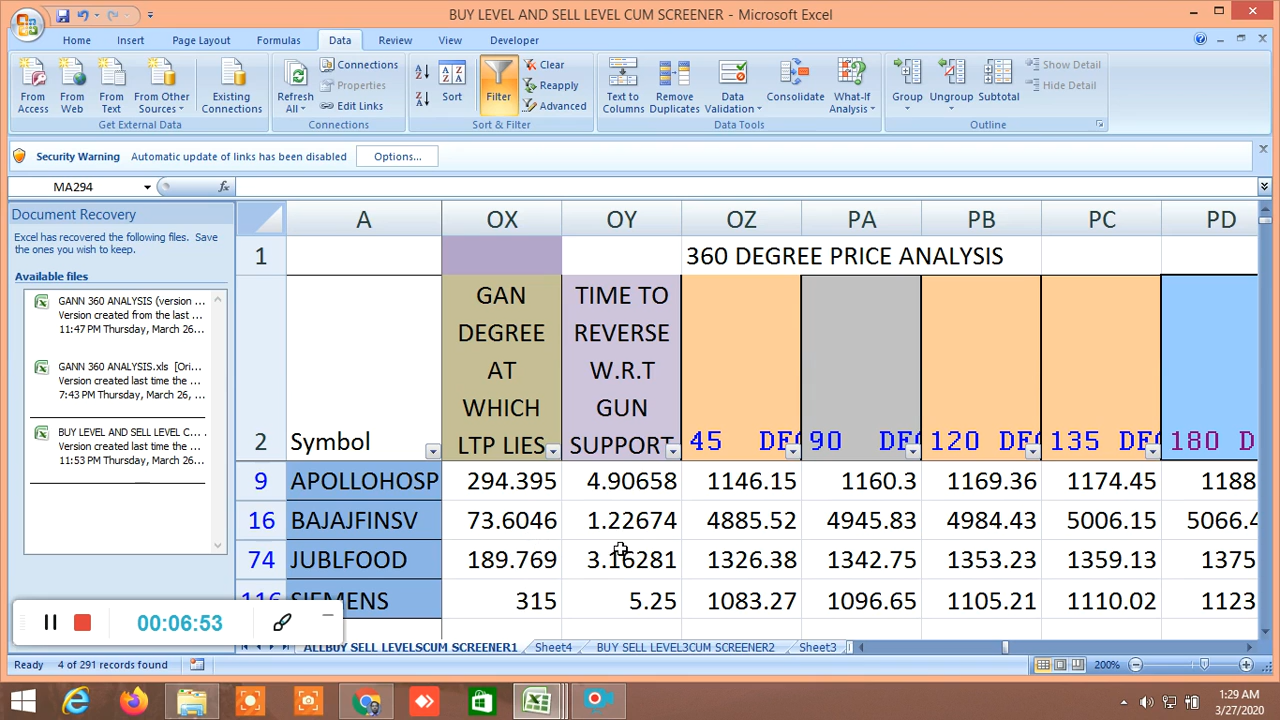 BUY LEVEL AND SELL LEVEL CUM SCREENER - Microsoft Excel
Home Insert Page Layout Formulas Data Review View Developer
From Access
From Web
From Text
From Other Sources
Existing Connections
Get External Data
Refresh All
Connections
Properties
Edit Links
Connections
Sort
Filter
Clear
Reapply
Advanced
Sort & Filter
Text to Columns
Remove Duplicates
Data Validation
Consolidate
What-If Analysis
Data Tools
Group
Ungroup
Subtotal
Show Detail
Hide Detail
Outline
Security Warning Automatic update of links has been disabled Options...
MA294 fx
Document Recovery
Excel has recovered the following files. Save the ones you wish to keep.
Available files
GANN 360 ANALYSIS (version ...
Version created from the last ...
11:47 PM Thursday, March 26...
GANN 360 ANALYSIS.xls [Ori...
Version created last time the ...
7:43 PM Thursday, March 26, ...
BUY LEVEL AND SELL LEVEL C...
Version created last time the ...
11:53 PM Thursday, March 26...
A OX OY OZ PA PB PC PD
1 360 DEGREE PRICE ANALYSIS
GAN DEGREE AT WHICH LTP LIES
TIME TO REVERSE W.R.T GUN SUPPORT
2 Symbol 45 DEG 90 DEG 120 DEG 135 DEG 180 D
9 APOLLOHOSP 294.395 4.90658 1146.15 1160.3 1169.36 1174.45 1188
16 BAJAJFINSV 73.6046 1.22674 4885.52 4945.83 4984.43 5006.15 5066.4
74 JUBLFOOD 189.769 3.16281 1326.38 1342.75 1353.23 1359.13 1375
116 SIEMENS 315 5.25 1083.27 1096.65 1105.21 1110.02 1123
00:06:53
ALLBUY SELL LEVELSCUM SCREENER1 Sheet4 BUY SELL LEVEL3CUM SCREENER2 Sheet3
Ready 4 of 291 records found 200%
1:29 AM
3/27/2020